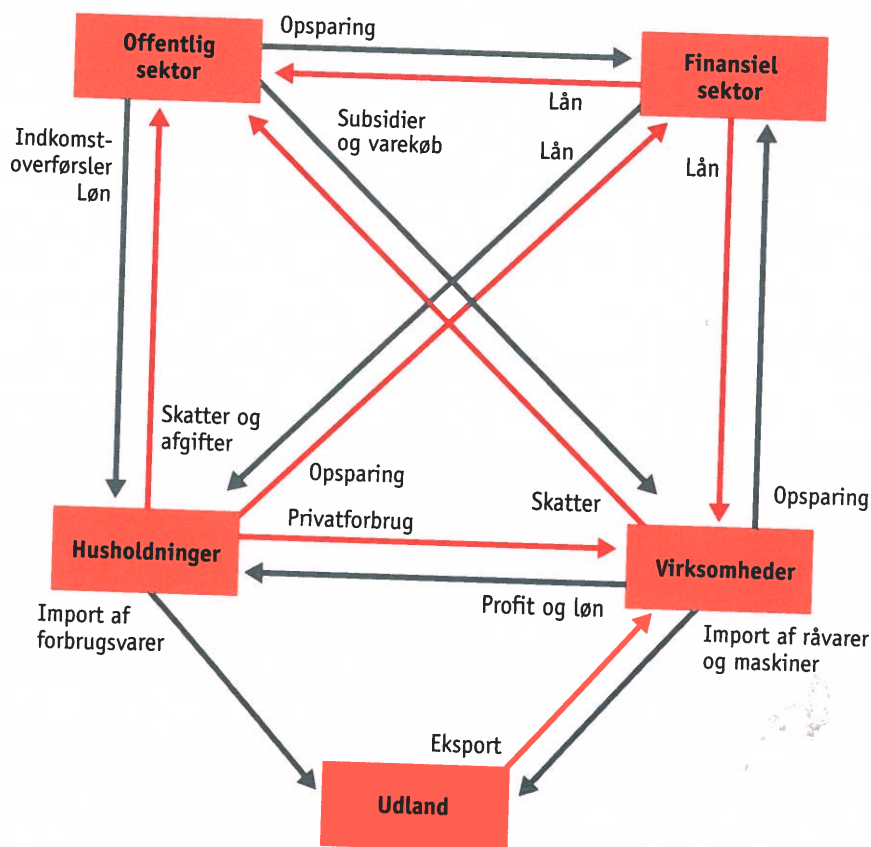 Opsparing
Offentlig
sektor
Finansiel
sektor
Lån
Subsidier
og varekøb
Lån
Lån
Indkomst-
overførsler
Løn
Skatter og
afgifter
Opsparing
Skatter
Opsparing
Privatforbrug
Husholdninger
Virksomheder
Profit og løn
Import af
forbrugsvarer
Import af råvarer
og maskiner
Eksport
Udland